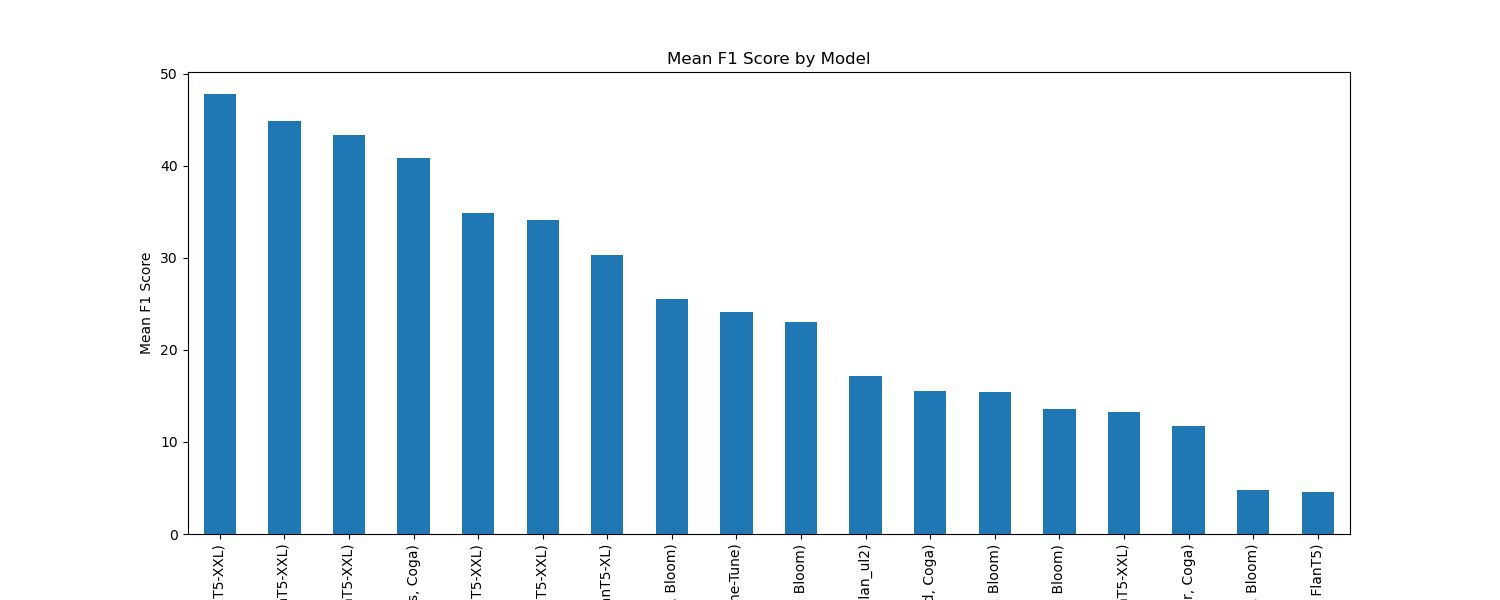 Mean F1 Score by Model
Mean F1 Score
50
40
30
20
10
0
T5-XXL)
nT5-XXL)
nT5-XXL)
s, Coga)
T5-XXL)
T5-XXL)
anT5-XL)
, Bloom)
ne-Tune)
Bloom)
lan_ul2)
d, Coga)
, Bloom)
Bloom)
nT5-XXL)
r, Coga)
, Bloom)
FlanT5)